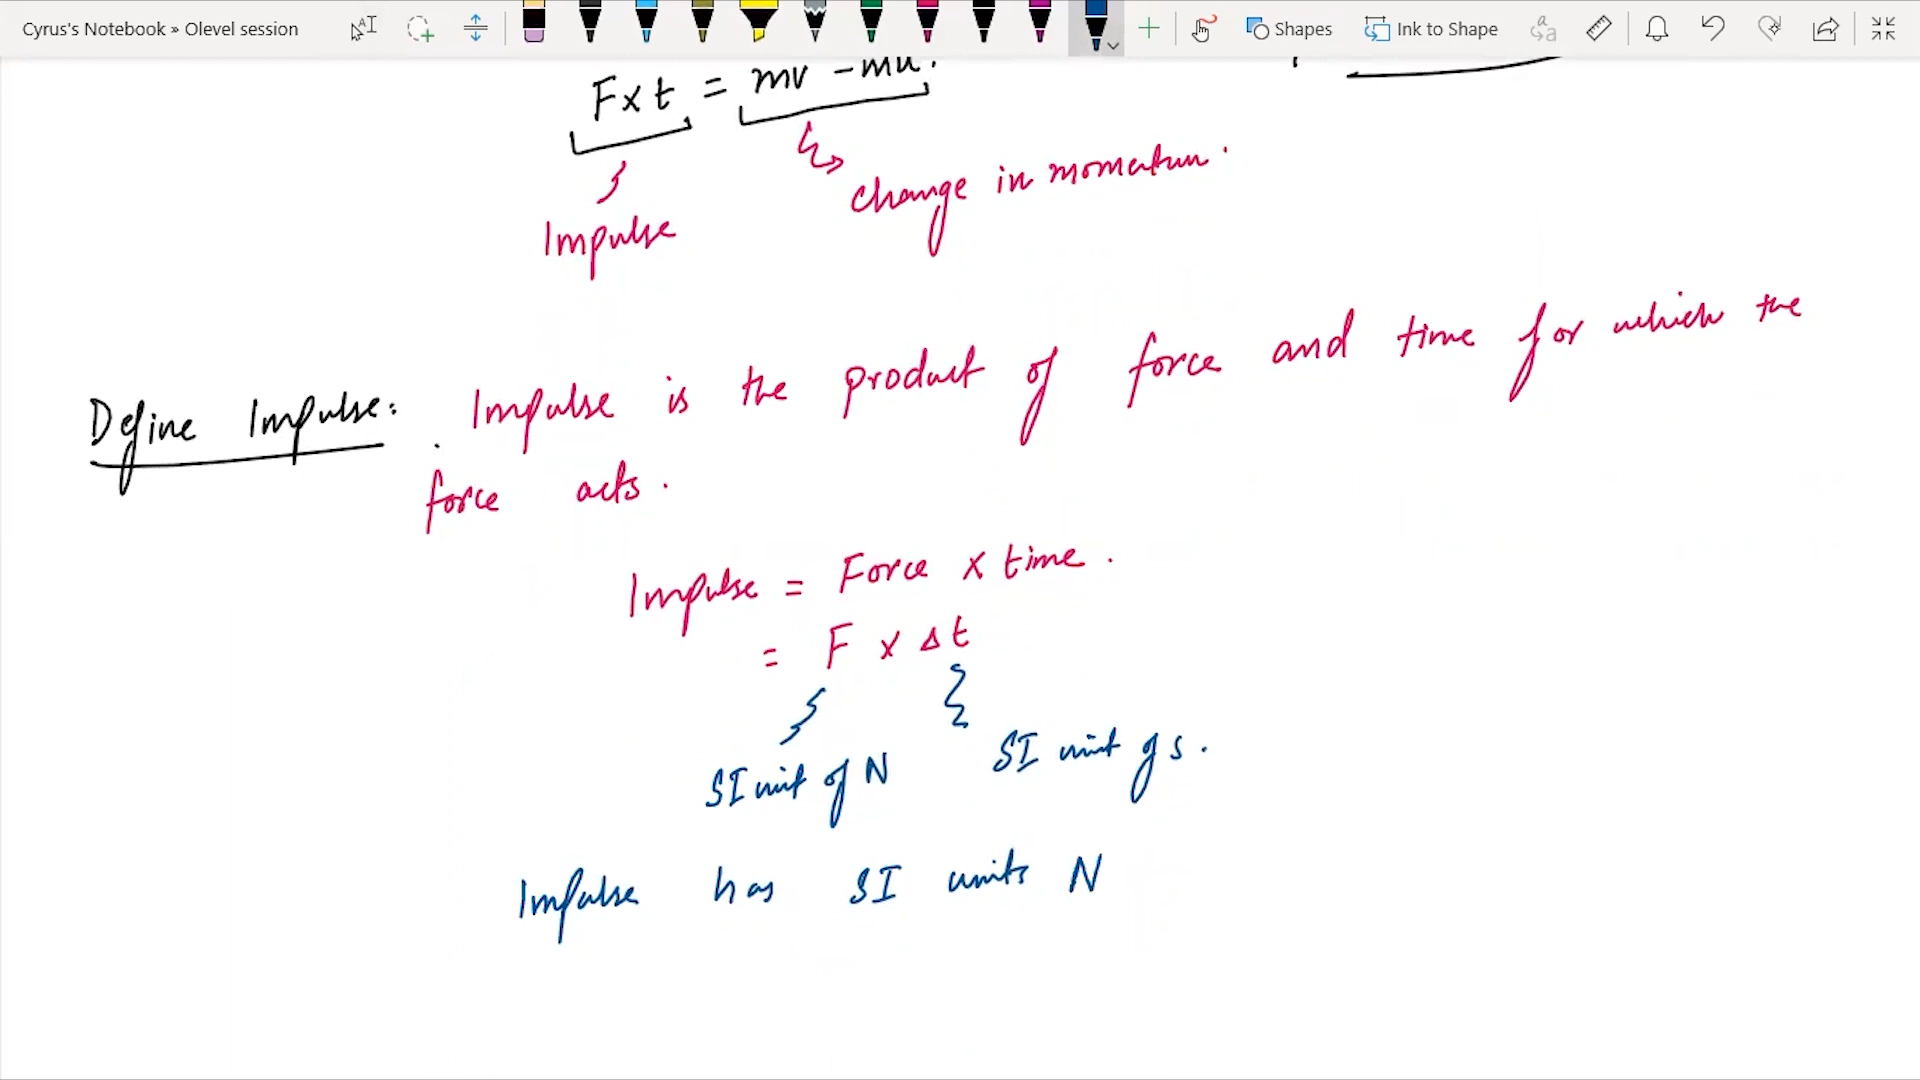 Cyrus's Notebook » Olevel session
Shapes
Ink to Shape
F x t = mv - mu.
Impulse
change in momentum.
Define Impulse: Impulse is the product of force and time for which the
force acts.
Impulse = Force x time.
= F x Δt
SI unit of N
SI unit of s.
Impulse has SI units N